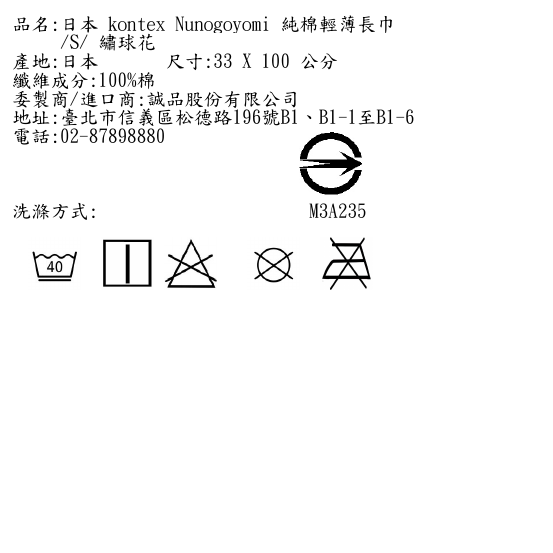 品名:日本 kontex Nunogoyomi 純棉輕薄長巾
/S/ 繡球花
產地:日本 尺寸:33 X 100 公分
纖維成分:100%棉
委製商/進口商:誠品股份有限公司
地址:臺北市信義區松德路196號B1、B1-1至B1-6
電話:02-87898880
洗滌方式: M3A235
40